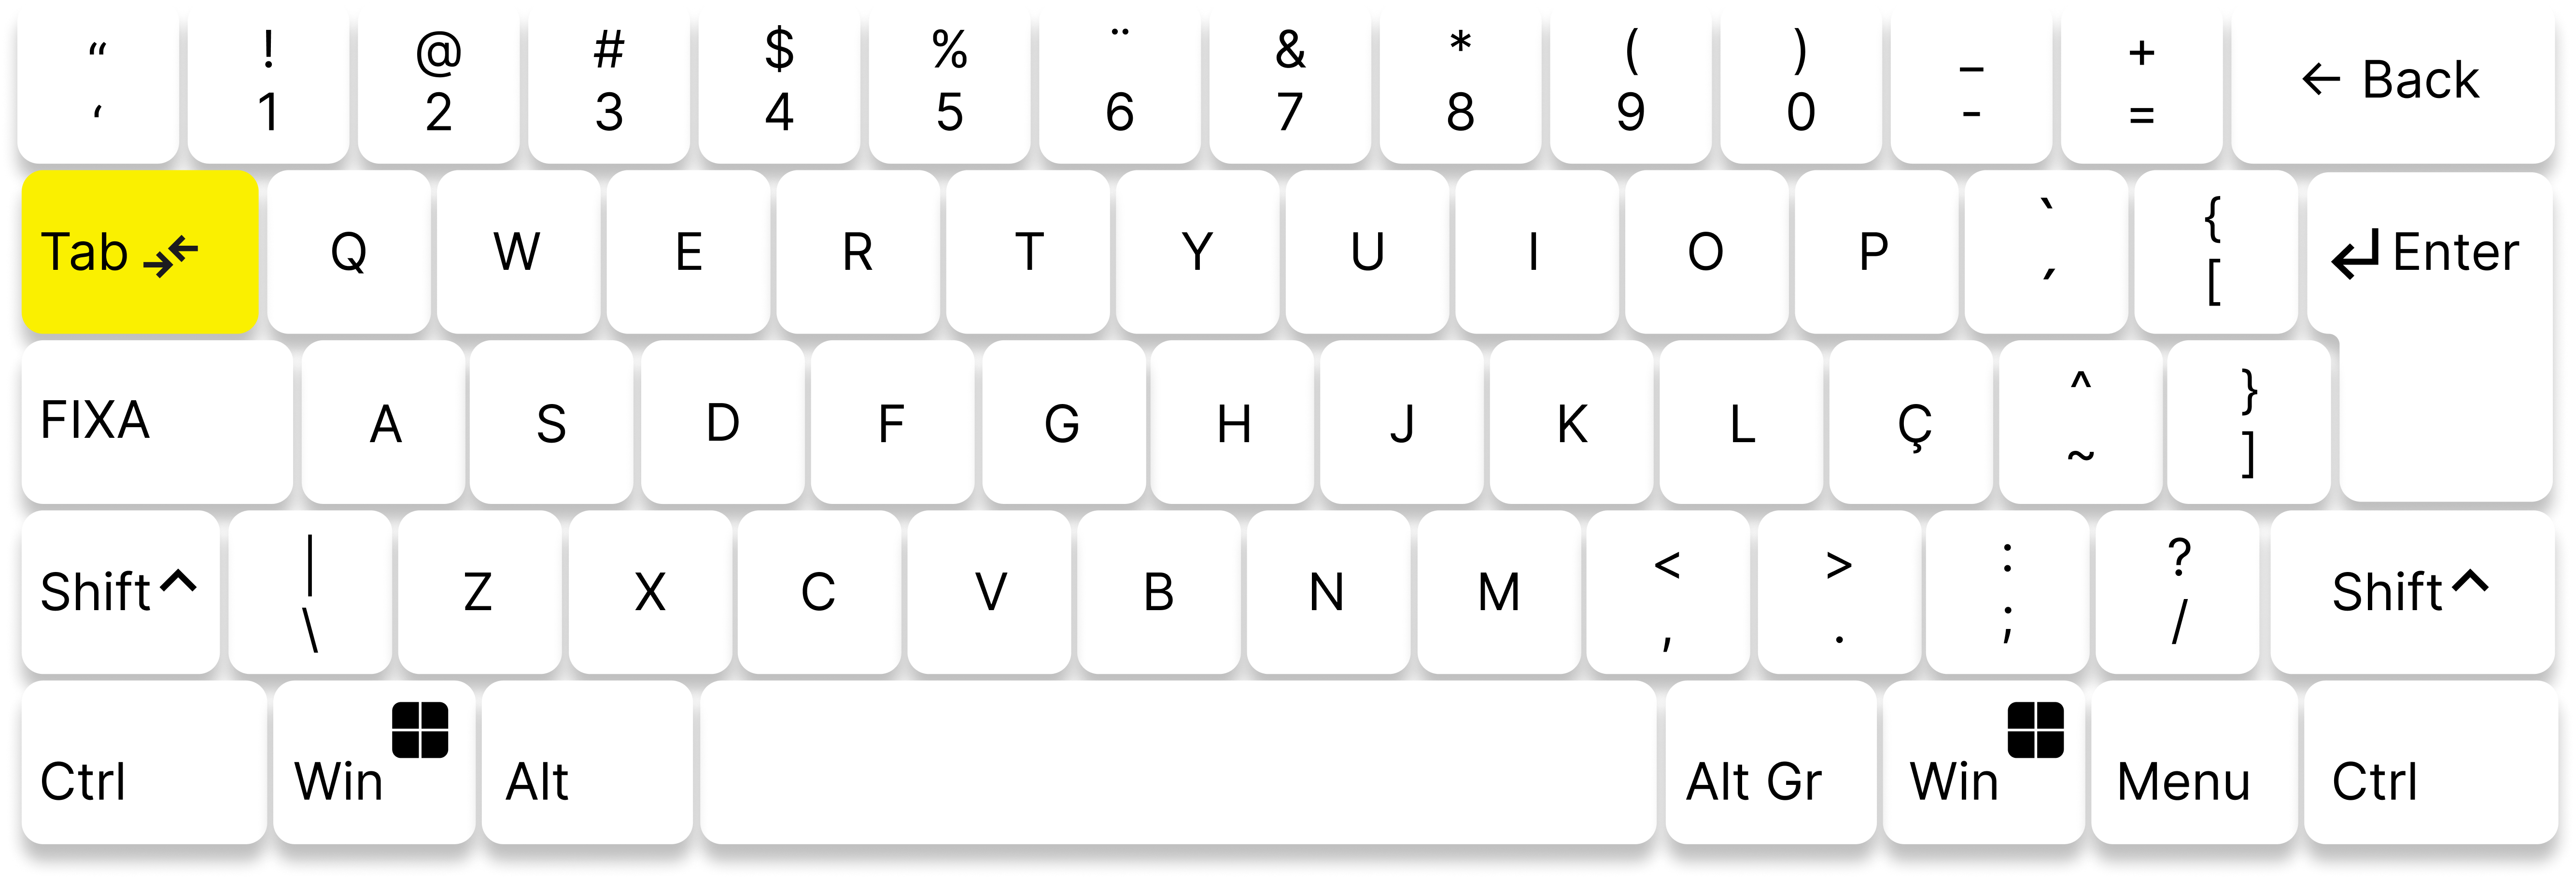 “ ! @ # $ % ¨ & * ( ) _ + ← Back
‘ 1 2 3 4 5 6 7 8 9 0 - =
Tab Q W E R T Y U I O P ` ´ { [ Enter
FIXA A S D F G H J K L Ç ^ ~ } ]
Shift | \ Z X C V B N M < , > . : ; ? / Shift
Ctrl Win Alt Alt Gr Win Menu Ctrl